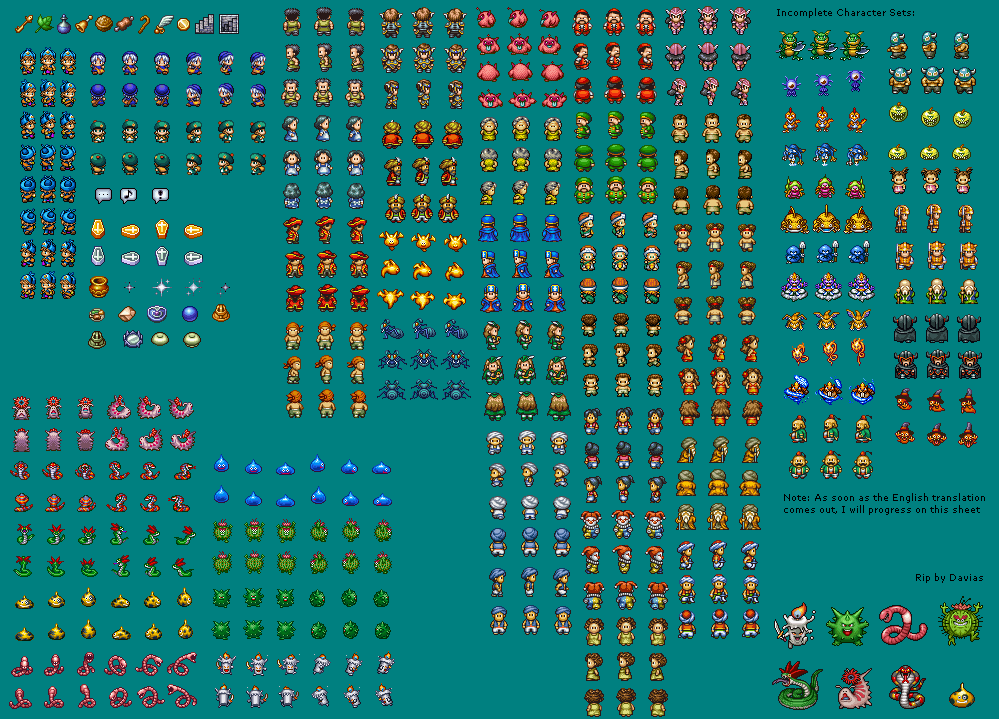 Incomplete Character Sets:
Note: As soon as the English translation
comes out, I will progress on this sheet
Rip by Davias